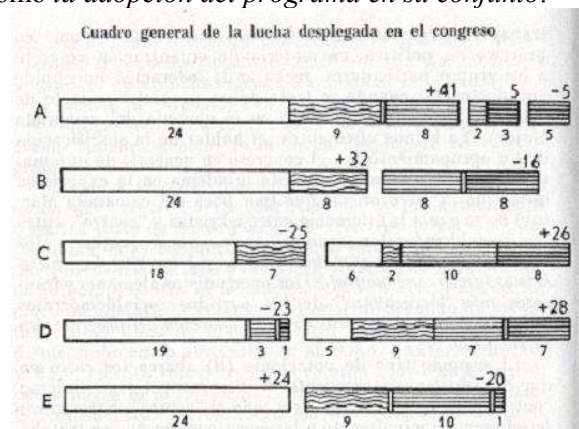 como la adopción del programa en su conjunto?
Cuadro general de la lucha desplegada en el congreso
+41 5 -5
A
24 9 8 2 3 5
+32 -16
B
24 8 8 8
-25 +26
C
18 7 6 2 10 8
-23 +28
D
19 3 1 5 9 7 7
+24 -20
E
24 9 10 1